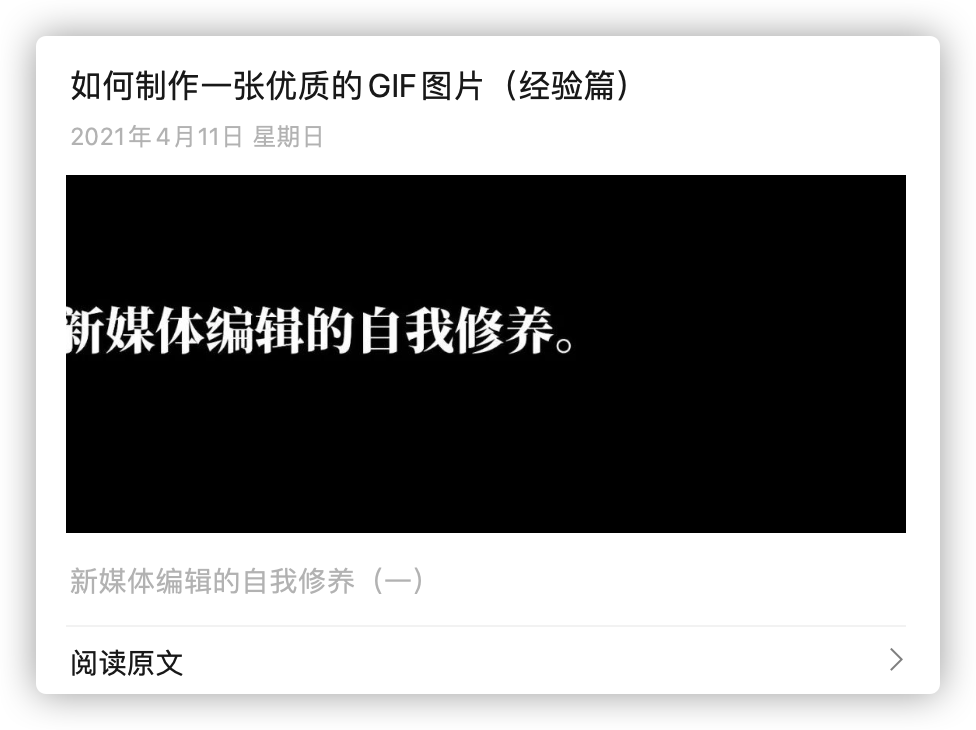 如何制作一张优质的GIF图片（经验篇）
2021年4月11日 星期日
新媒体编辑的自我修养。
新媒体编辑的自我修养（一）
阅读原文